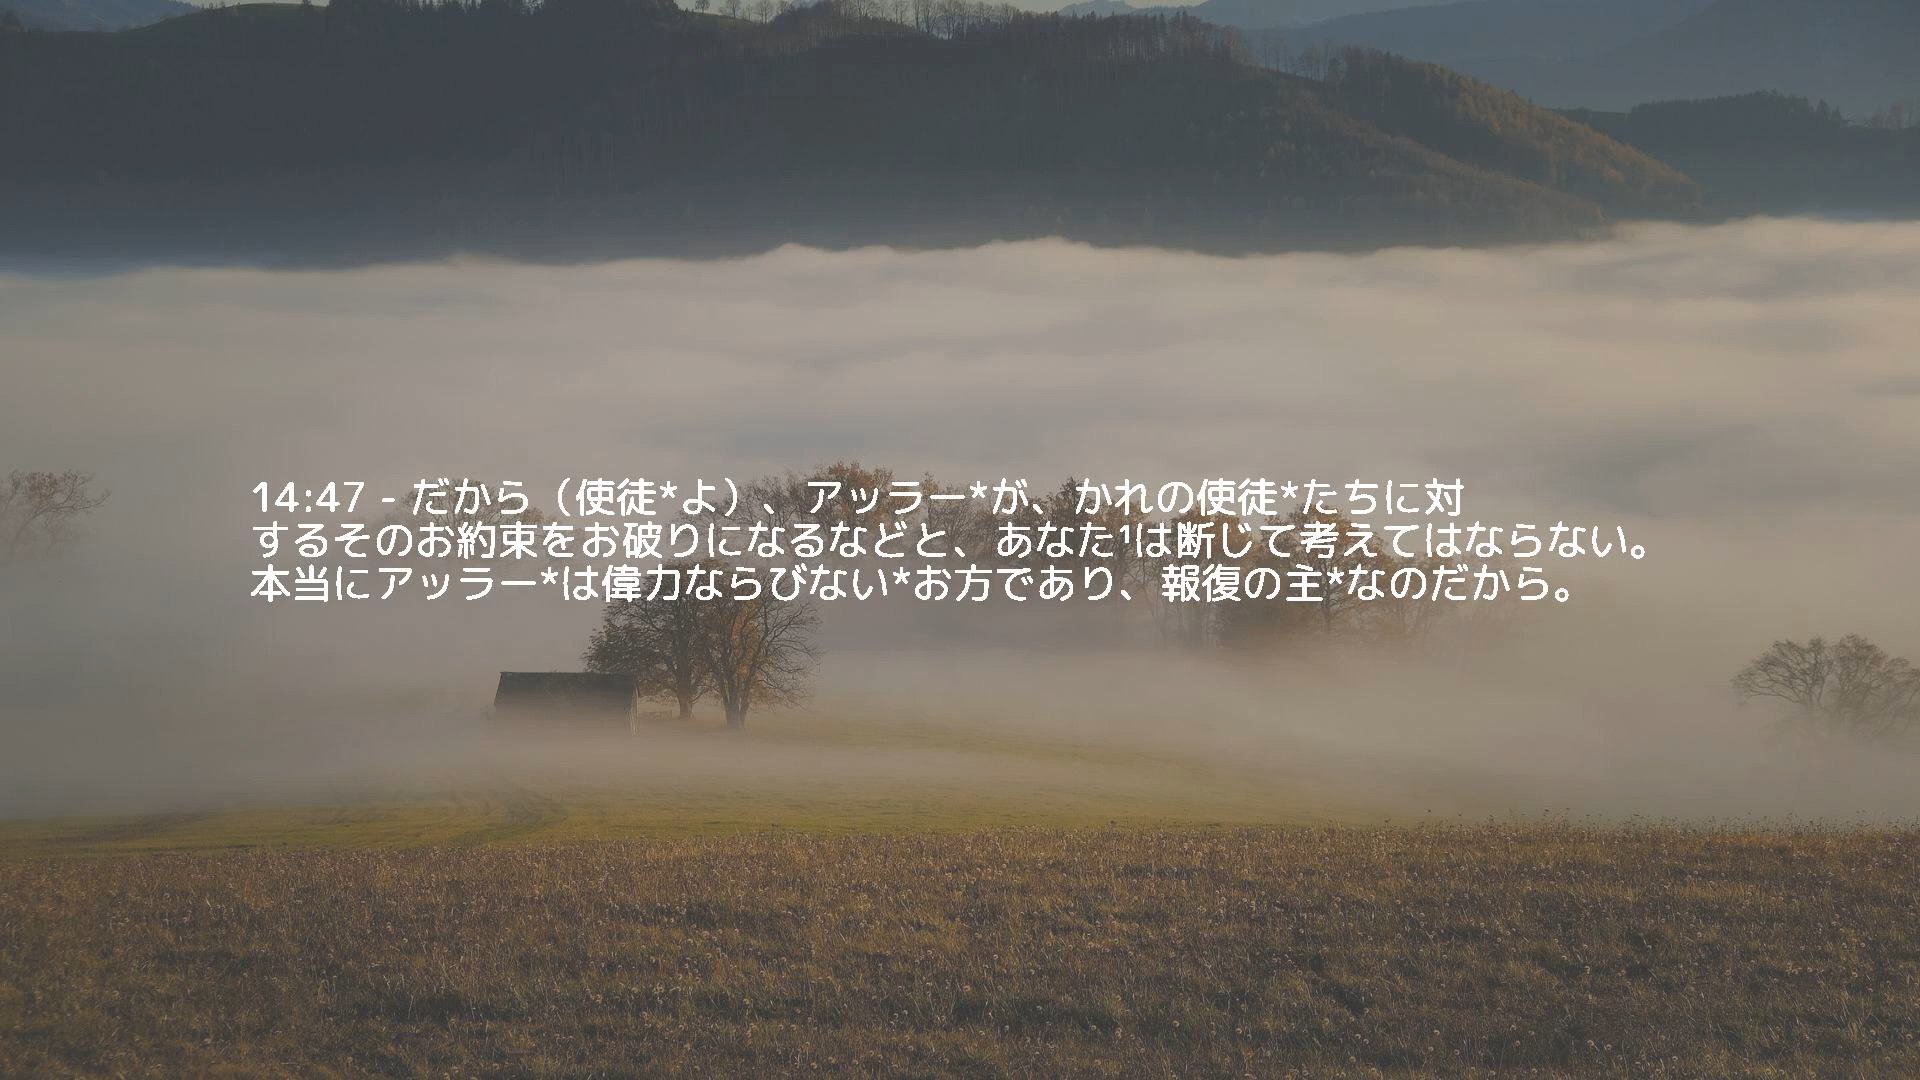 14:47 - だから（使徒*よ）、アッラー*が、かれの使徒*たちに対
するそのお約束をお破りになるなどと、あなた¹は断じて考えてはならない。
本当にアッラー*は偉力ならびない*お方であり、報復の主*なのだから。